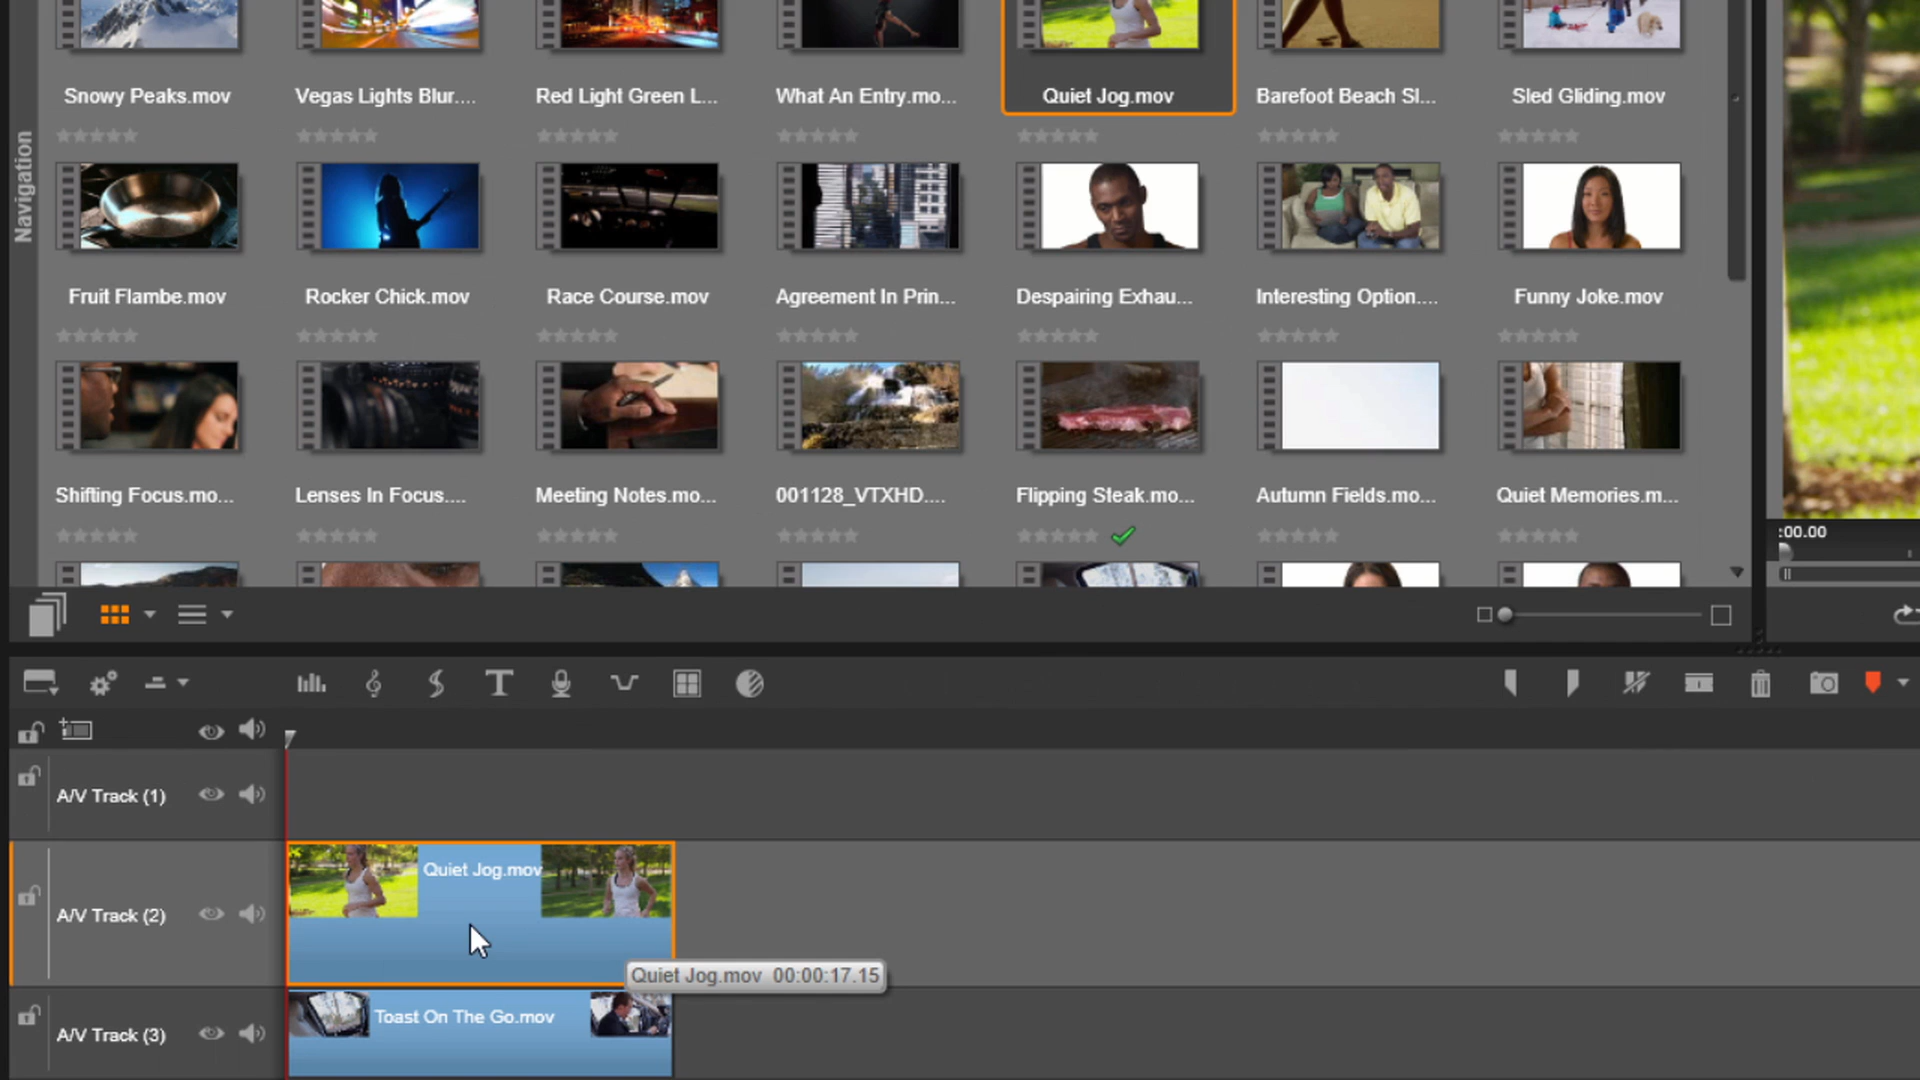 Navigation
Snowy Peaks.mov
Vegas Lights Blur....
Red Light Green L...
What An Entry.mo...
Quiet Jog.mov
Barefoot Beach Sl...
Sled Gliding.mov
Fruit Flambe.mov
Rocker Chick.mov
Race Course.mov
Agreement In Prin...
Despairing Exhau...
Interesting Option....
Funny Joke.mov
Shifting Focus.mo...
Lenses In Focus....
Meeting Notes.mo...
001128_VTXHD....
Flipping Steak.mo...
Autumn Fields.mo...
Quiet Memories.m...
:00.00
A/V Track (1)
A/V Track (2)
Quiet Jog.mov
Quiet Jog.mov 00:00:17.15
A/V Track (3)
Toast On The Go.mov